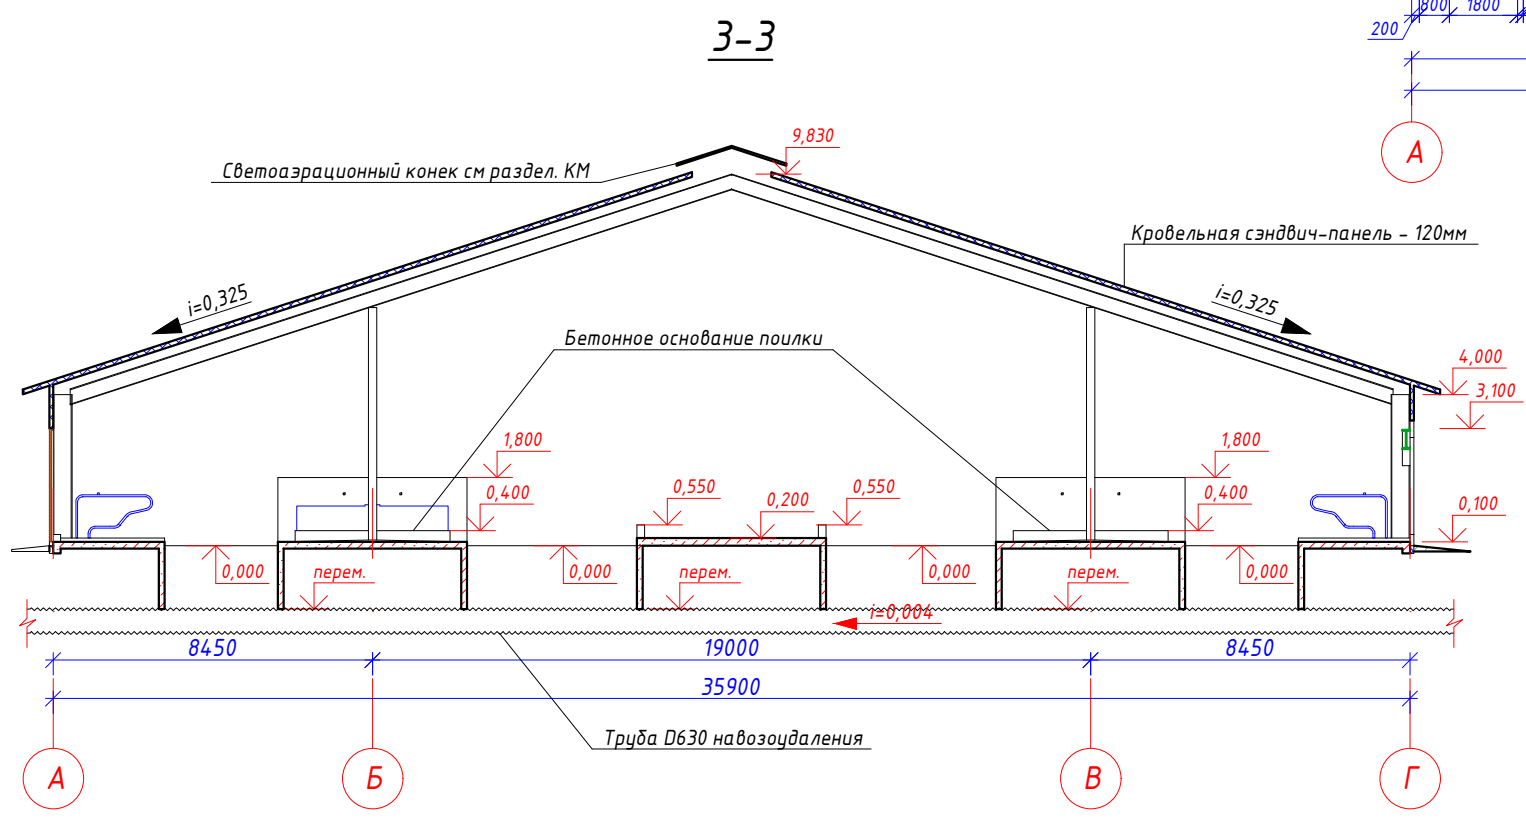 3-3
800
1800
200
А
9,830
Светоаэрационный конек см раздел. КМ
Кровельная сэндвич-панель - 120мм
i=0,325
i=0,325
Бетонное основание поилки
4,000
3,100
1,800
1,800
0,400
0,550
0,200
0,550
0,400
0,100
0,000
перем.
0,000
перем.
0,000
перем.
0,000
i=0,004
8450
19000
8450
35900
Труба D630 навозоудаления
А
Б
В
Г